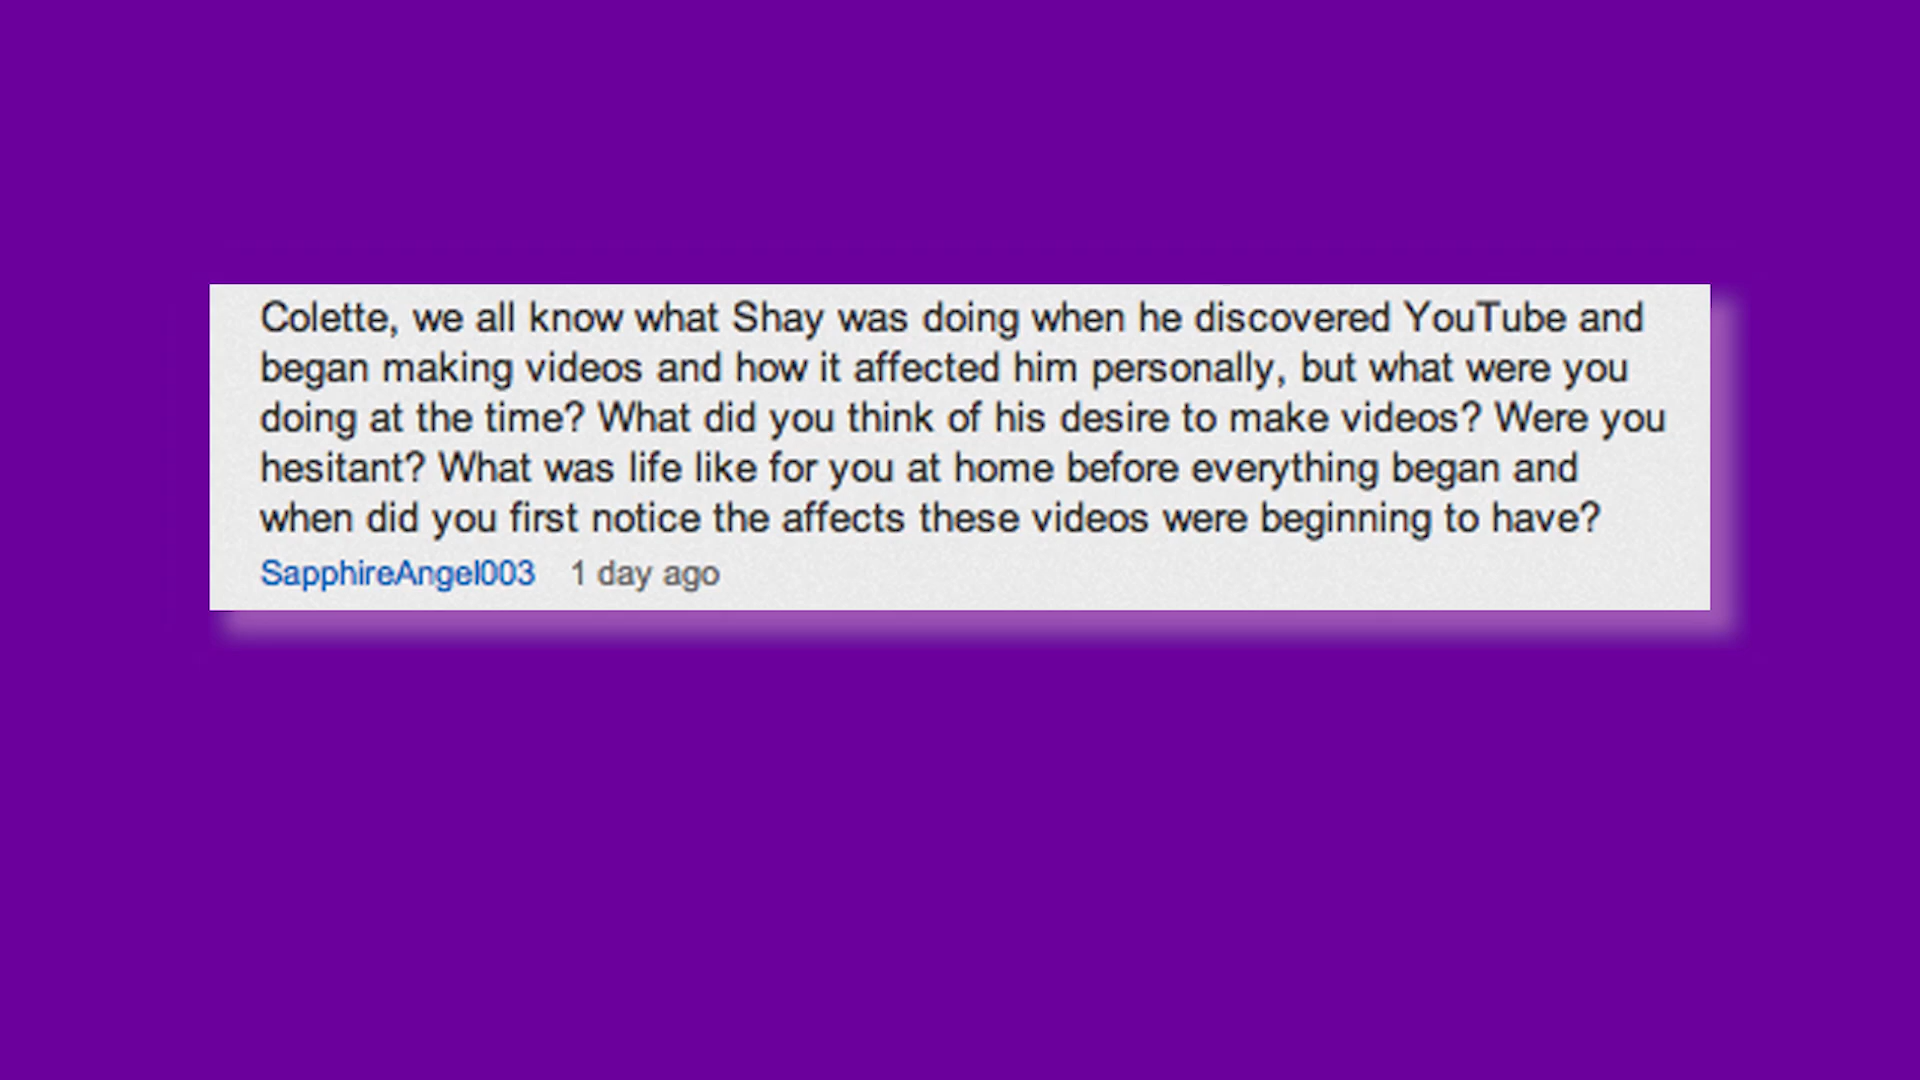 Colette, we all know what Shay was doing when he discovered YouTube and
began making videos and how it affected him personally, but what were you
doing at the time? What did you think of his desire to make videos? Were you
hesitant? What was life like for you at home before everything began and
when did you first notice the affects these videos were beginning to have?
SapphireAngel003 1 day ago